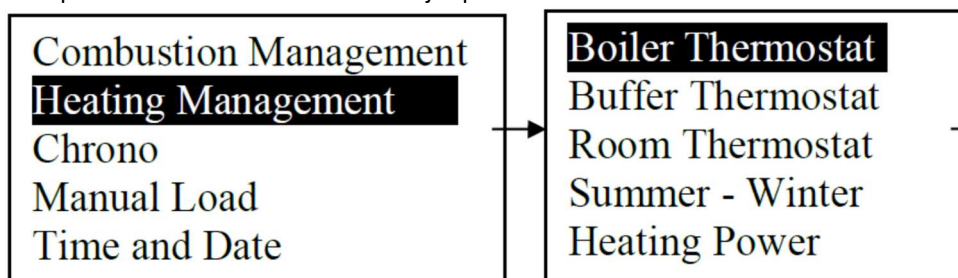 Combustion Management
Heating Management
Chrono
Manual Load
Time and Date
Boiler Thermostat
Buffer Thermostat
Room Thermostat
Summer - Winter
Heating Power